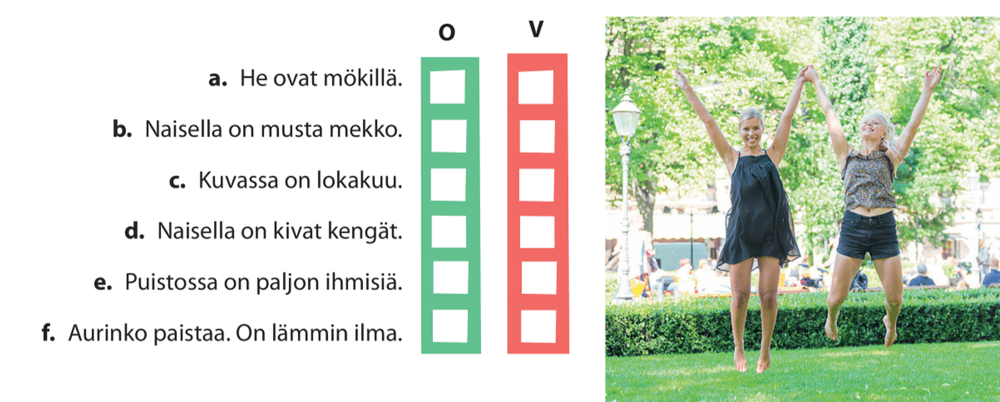 O V
a. He ovat mökillä.
b. Naisella on musta mekko.
c. Kuvassa on lokakuu.
d. Naisella on kivat kengät.
e. Puistossa on paljon ihmisiä.
f. Aurinko paistaa. On lämmin ilma.